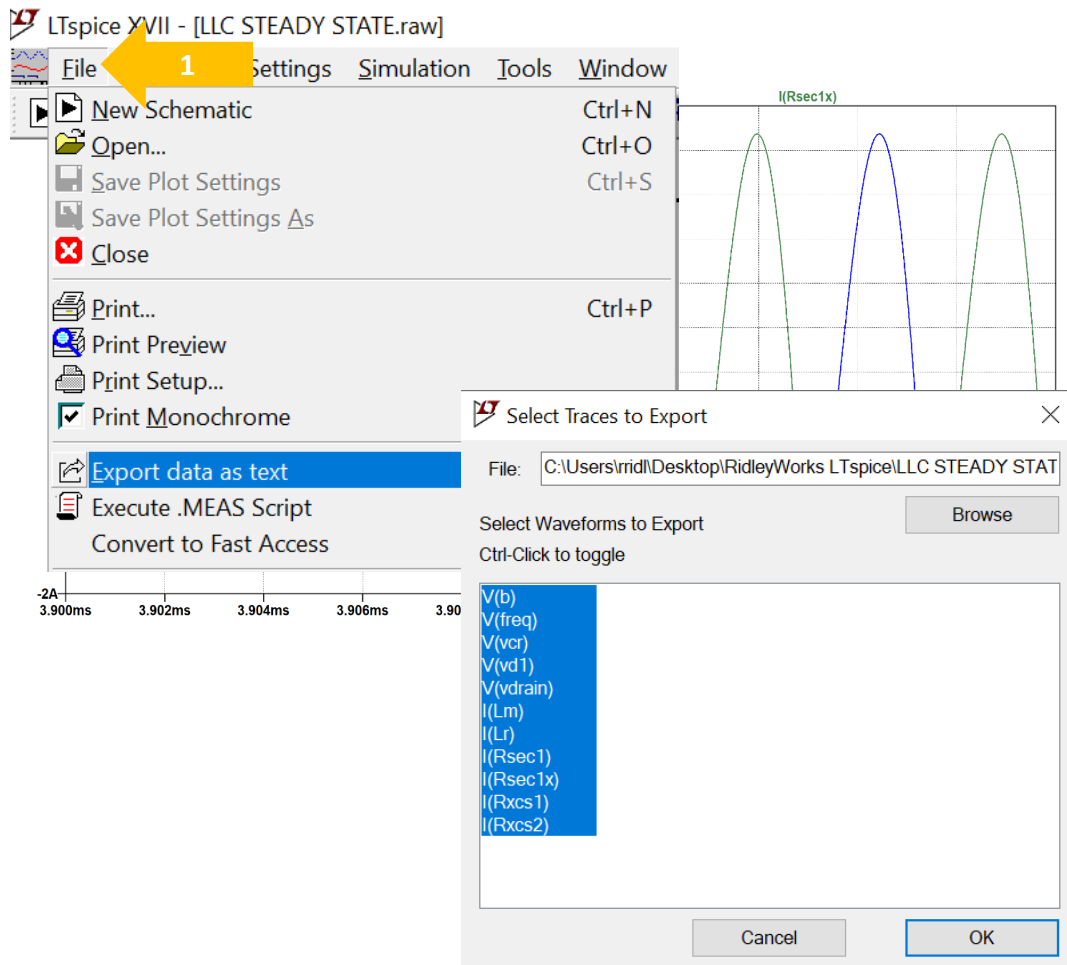 LTspice XVII - [LLC STEADY STATE.raw]
File 1 Settings Simulation Tools Window
New Schematic Ctrl+N
Open... Ctrl+O
Save Plot Settings Ctrl+S
Save Plot Settings As
Close
Print... Ctrl+P
Print Preview
Print Setup...
Print Monochrome
Export data as text
Execute .MEAS Script
Convert to Fast Access
I(Rsec1x)
-2A
3.900ms 3.902ms 3.904ms 3.906ms 3.90
Select Traces to Export
File: C:\Users\rridl\Desktop\RidleyWorks LTspice\LLC STEADY STAT
Browse
Select Waveforms to Export
Ctrl-Click to toggle
V(b)
V(freq)
V(vcr)
V(vd1)
V(vdrain)
I(Lm)
I(Lr)
I(Rsec1)
I(Rsec1x)
I(Rxcs1)
I(Rxcs2)
Cancel OK